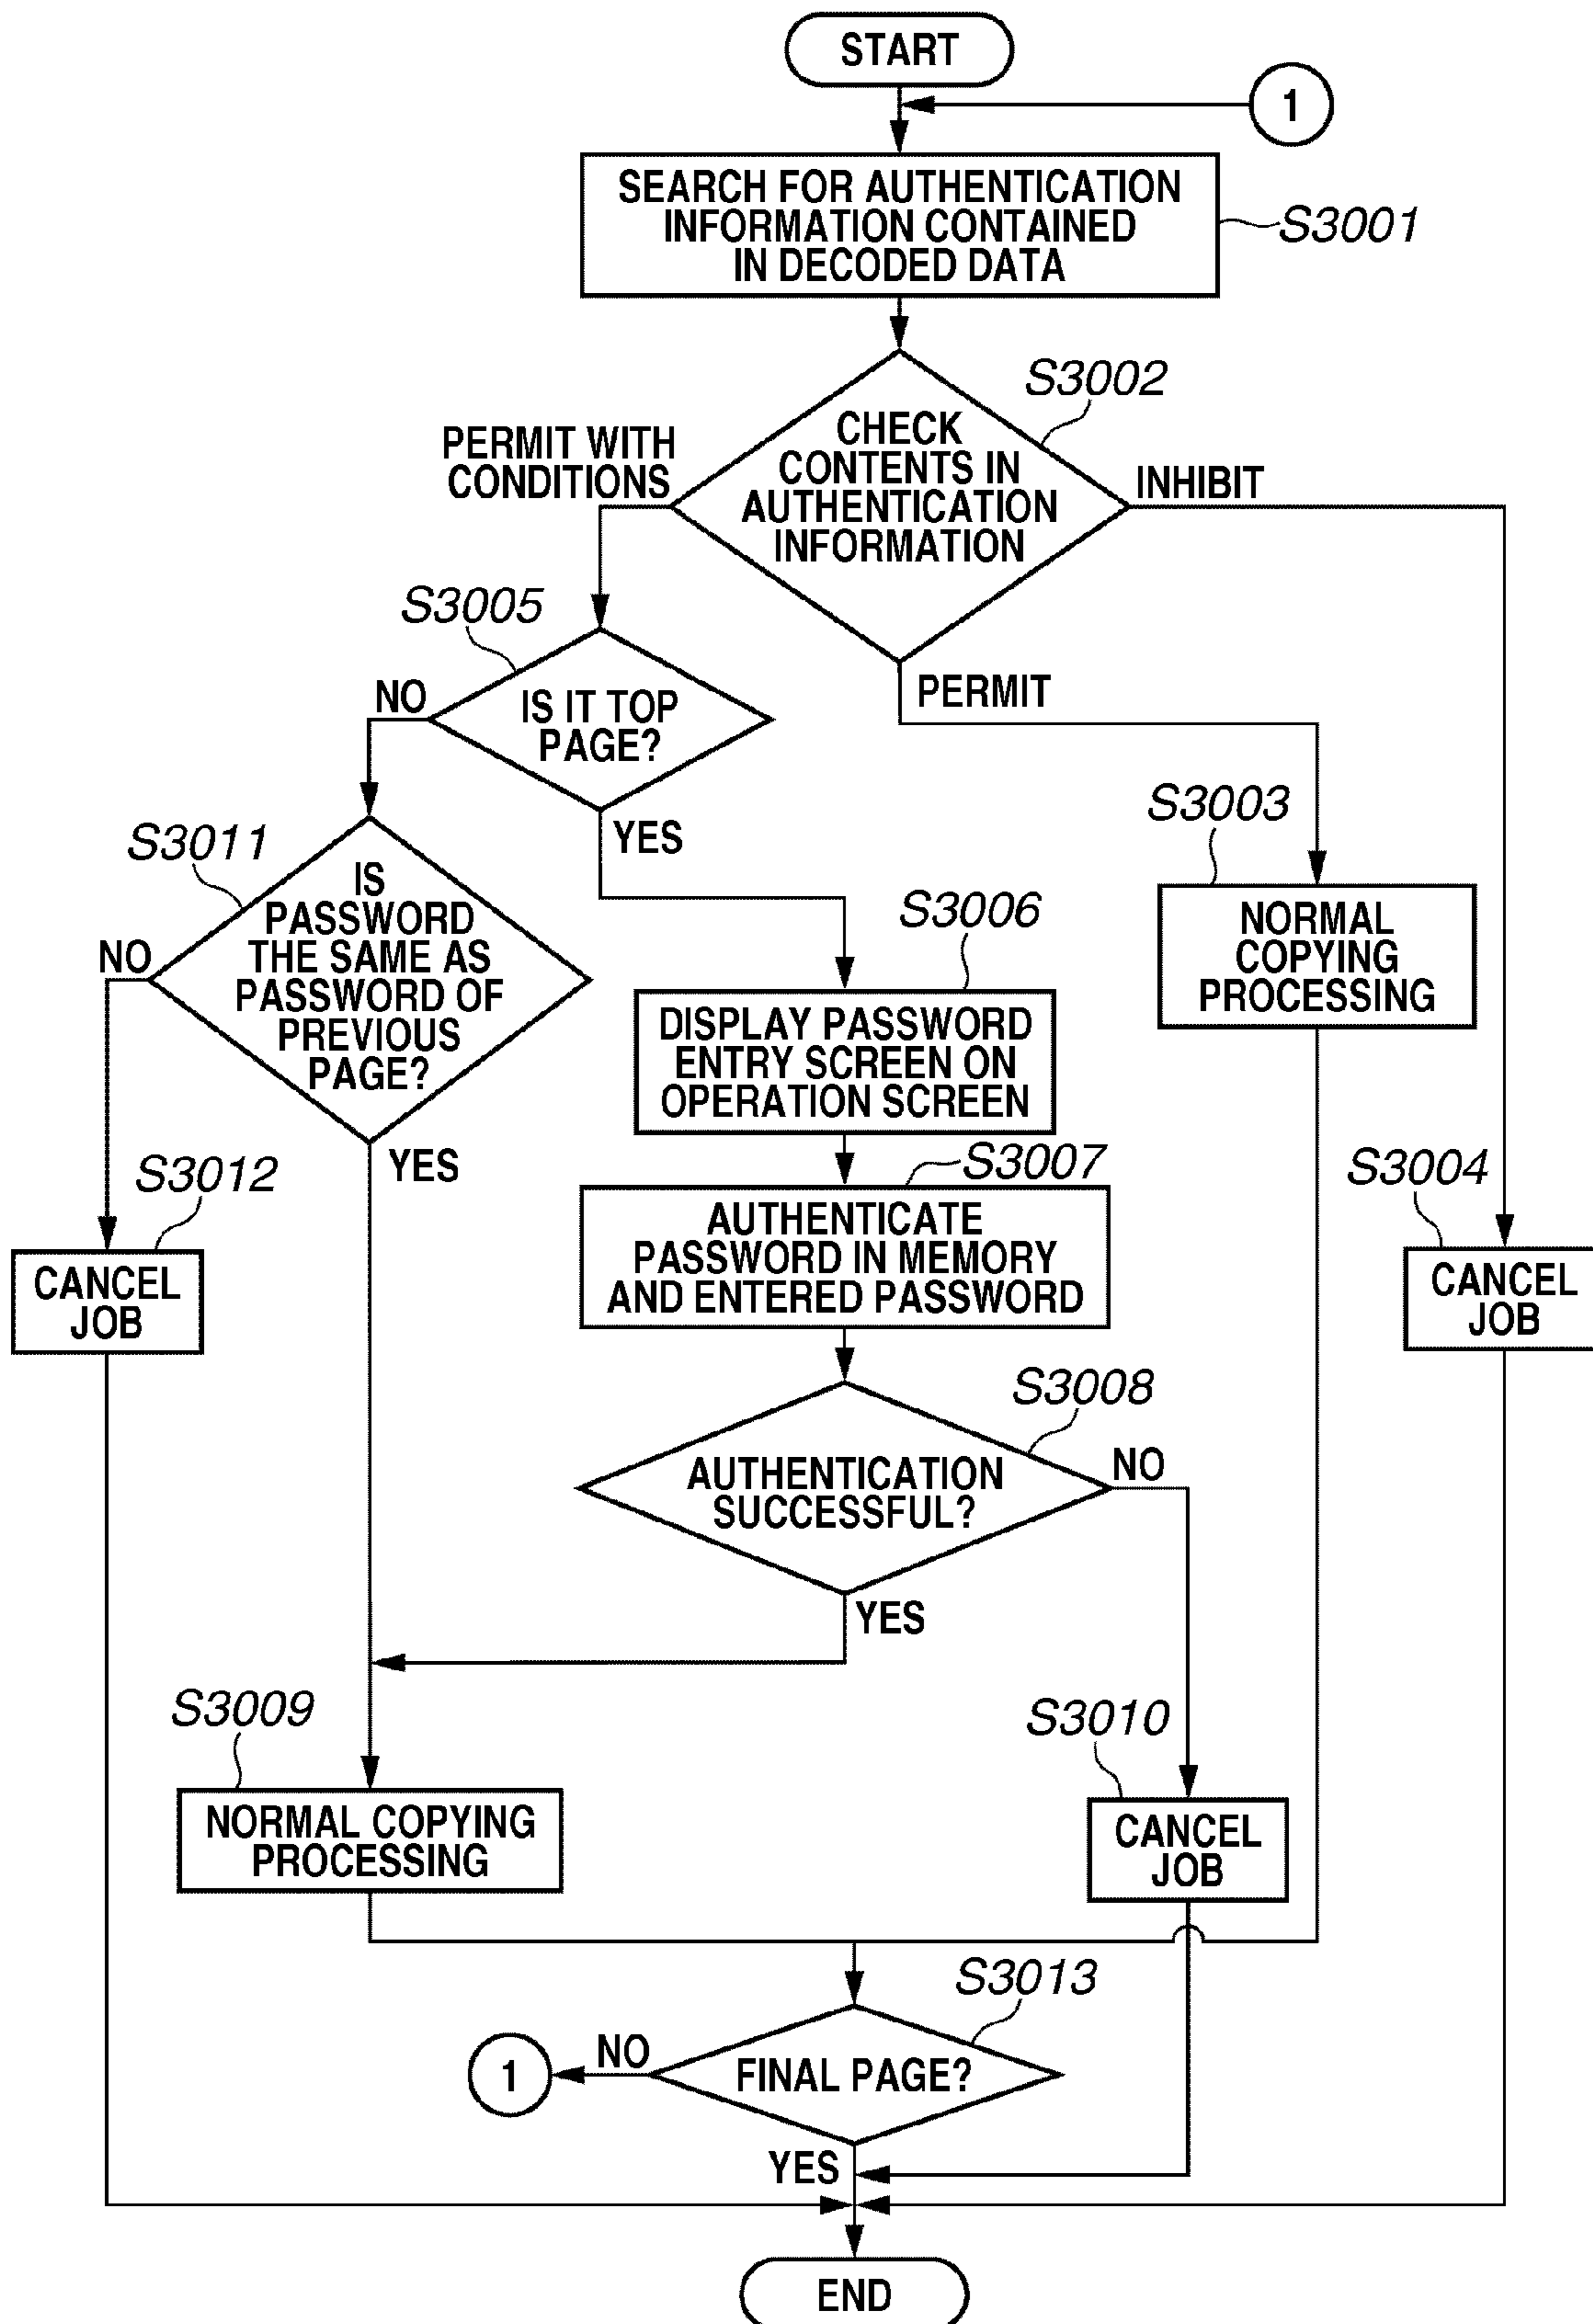 START
1
SEARCH FOR AUTHENTICATION
INFORMATION CONTAINED
IN DECODED DATA
S3001
S3002
CHECK
CONTENTS IN
AUTHENTICATION
INFORMATION
PERMIT WITH
CONDITIONS
INHIBIT
PERMIT
S3005
IS IT TOP
PAGE?
NO
YES
S3003
NORMAL
COPYING
PROCESSING
S3011
IS
PASSWORD
THE SAME AS
PASSWORD OF
PREVIOUS
PAGE?
NO
YES
S3006
DISPLAY PASSWORD
ENTRY SCREEN ON
OPERATION SCREEN
S3007
AUTHENTICATE
PASSWORD IN MEMORY
AND ENTERED PASSWORD
S3012
CANCEL
JOB
S3004
CANCEL
JOB
S3008
AUTHENTICATION
SUCCESSFUL?
NO
YES
S3009
NORMAL COPYING
PROCESSING
S3010
CANCEL
JOB
S3013
FINAL PAGE?
NO
1
YES
END